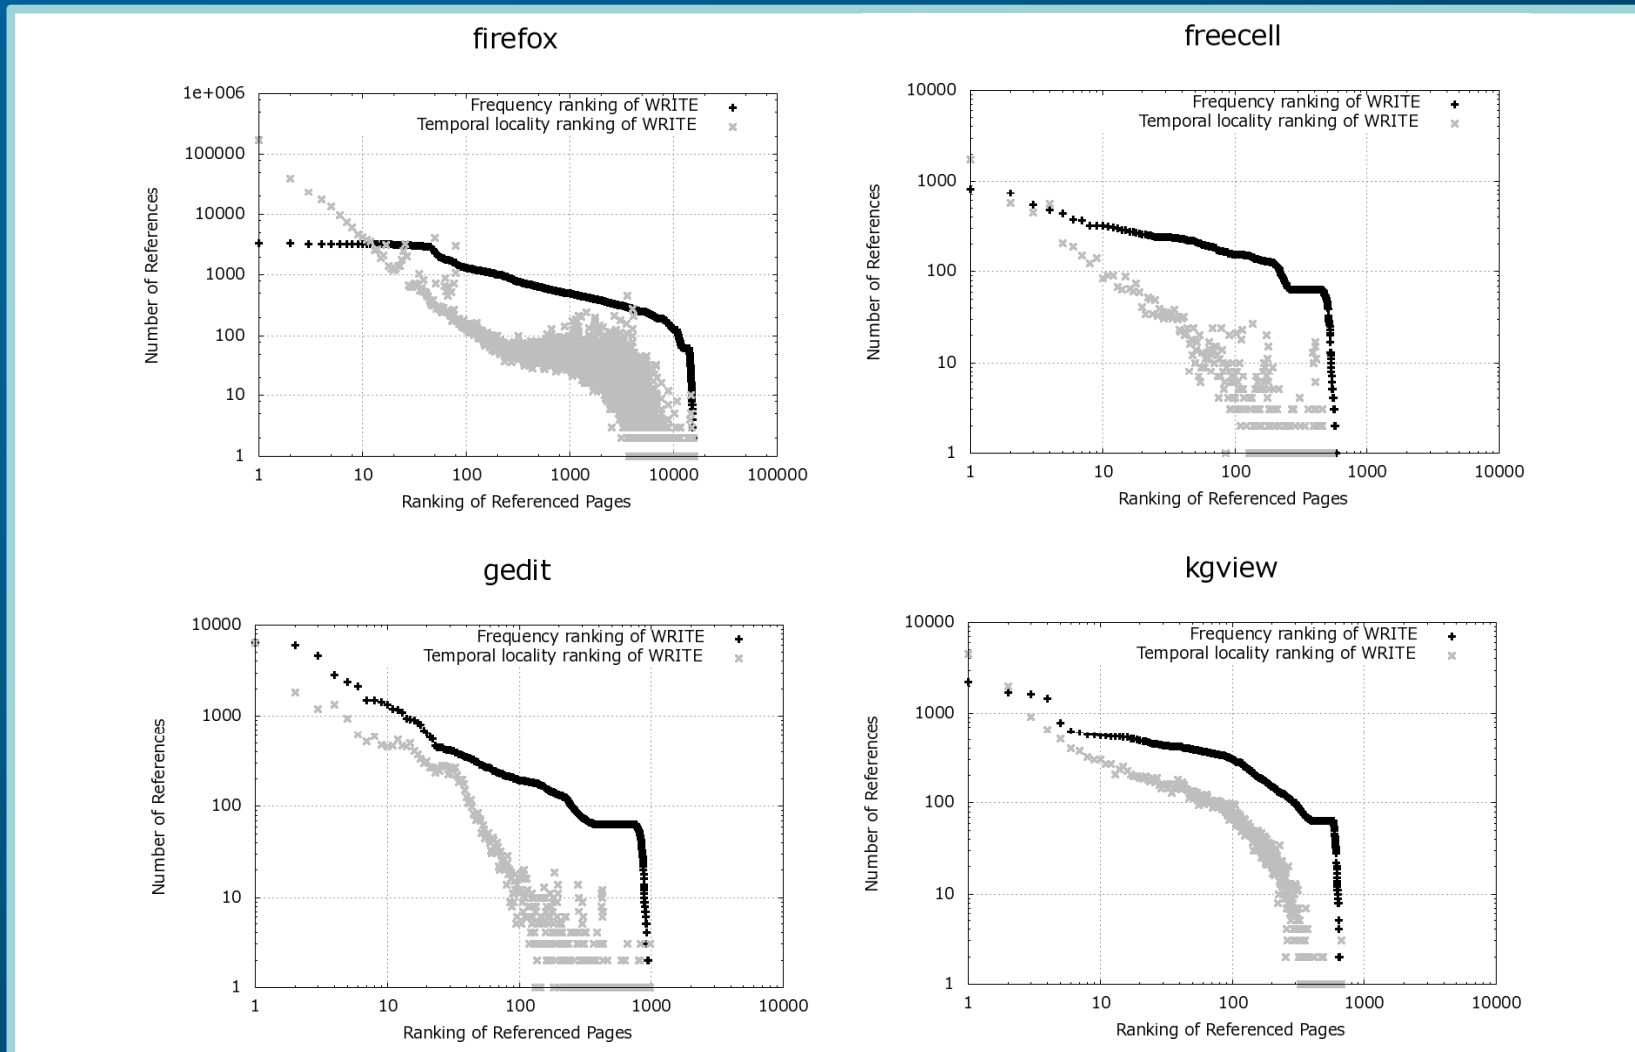 firefox
1e+006
100000
10000
1000
100
10
1
Number of References
Frequency ranking of WRITE
Temporal locality ranking of WRITE
1 10 100 1000 10000 100000
Ranking of Referenced Pages
freecell
10000
1000
100
10
1
Number of References
Frequency ranking of WRITE
Temporal locality ranking of WRITE
1 10 100 1000 10000
Ranking of Referenced Pages
gedit
10000
1000
100
10
1
Number of References
Frequency ranking of WRITE
Temporal locality ranking of WRITE
1 10 100 1000 10000
Ranking of Referenced Pages
kgview
10000
1000
100
10
1
Number of References
Frequency ranking of WRITE
Temporal locality ranking of WRITE
1 10 100 1000 10000
Ranking of Referenced Pages